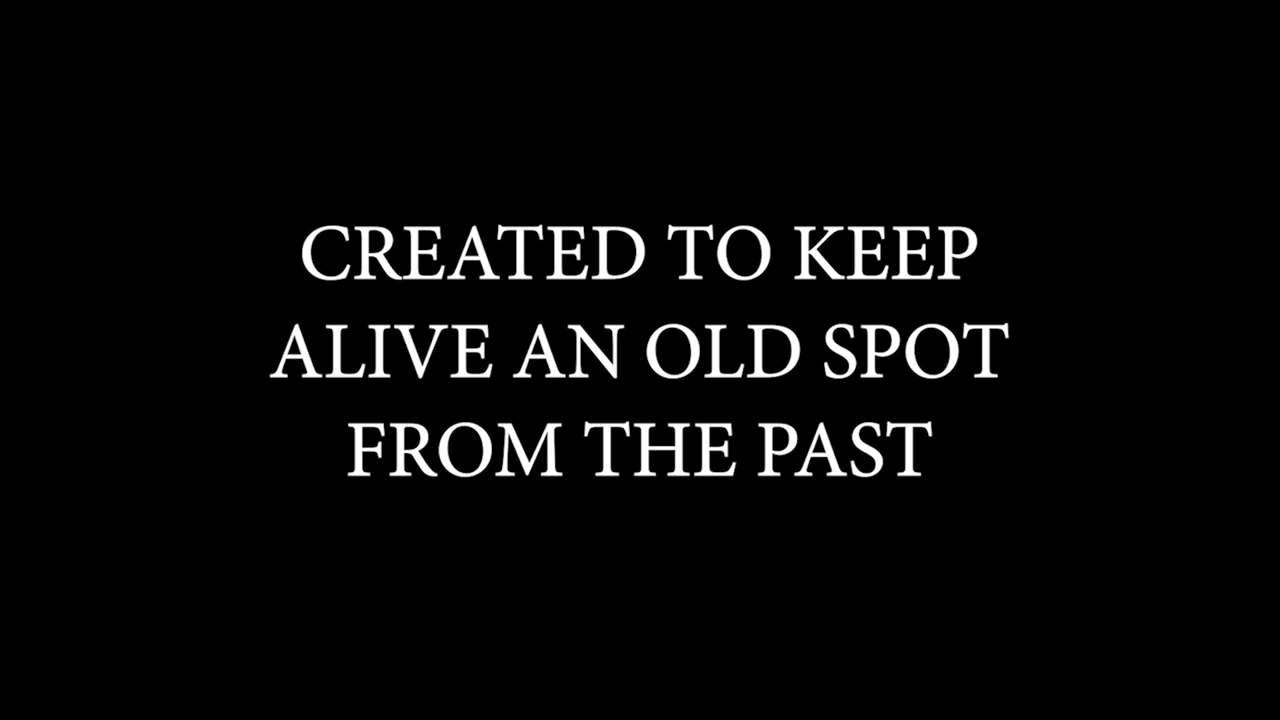 CREATED TO KEEP
ALIVE AN OLD SPOT
FROM THE PAST